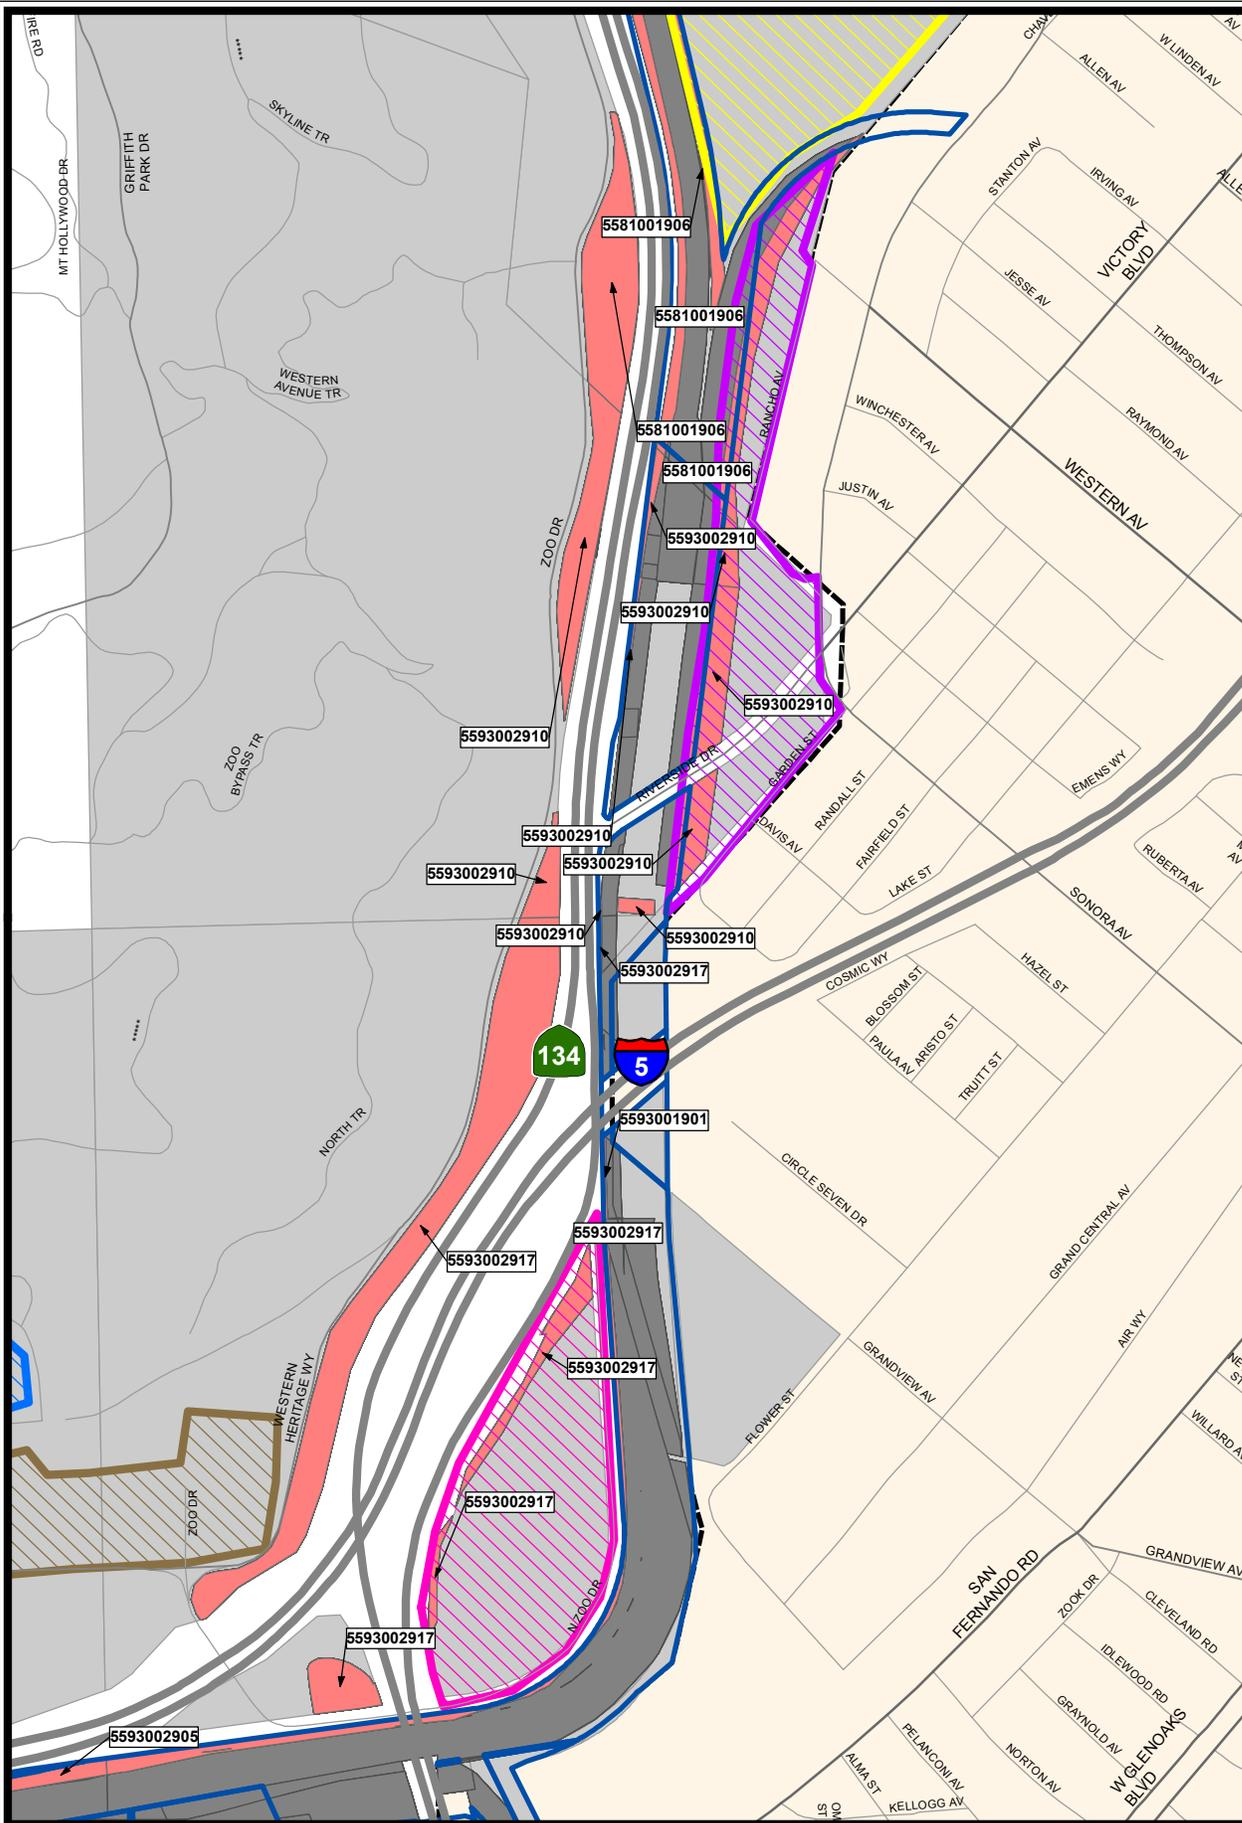 CHAV
W LINDEN AV
AV
ALLEN AV
IRE RD
SKYLINE TR
GRIFFITH
PARK DR
MT HOLLYWOOD DR
STANTON AV
IRVING AV
ALLE
5581001906
VICTORY
BLVD
JESSE AV
5581001906
THOMPSON AV
WESTERN
AVENUE TR
RANCHO AV
WINCHESTER AV
RAYMOND AV
5581001906
5581001906
WESTERN AV
JUSTIN AV
ZOO DR
5593002910
5593002910
5593002910
5593002910
ZOO
BYPASS TR
RIVERSIDE DR
GARDEN ST
EMENS WY
RANDALL ST
5593002910
DAVIS AV
FAIRFIELD ST
5593002910
5593002910
LAKE ST
RUBERTA AV
SONORA AV
5593002910
5593002910
5593002917
COSMIC WY
HAZEL ST
BLOSSOM ST
ARISTO ST
PAULA AV
TRUITT ST
134
5
5593001901
NORTH TR
CIRCLE SEVEN DR
5593002917
5593002917
GRAND CENTRAL AV
AIR WY
5593002917
GRANDVIEW AV
WESTERN
HERITAGE WY
FLOWER ST
WILLARD AV
5593002917
ZOO DR
GRANDVIEW AV
SAN
FERNANDO RD
ZOOK DR
CLEVELAND RD
N ZOO DR
5593002917
IDLEWOOD RD
GRAYNOLD AV
W GLENOAKS
BLVD
5593002905
PELANCONI AV
NORTON AV
ALMA ST
KELLOGG AV
OM
ST